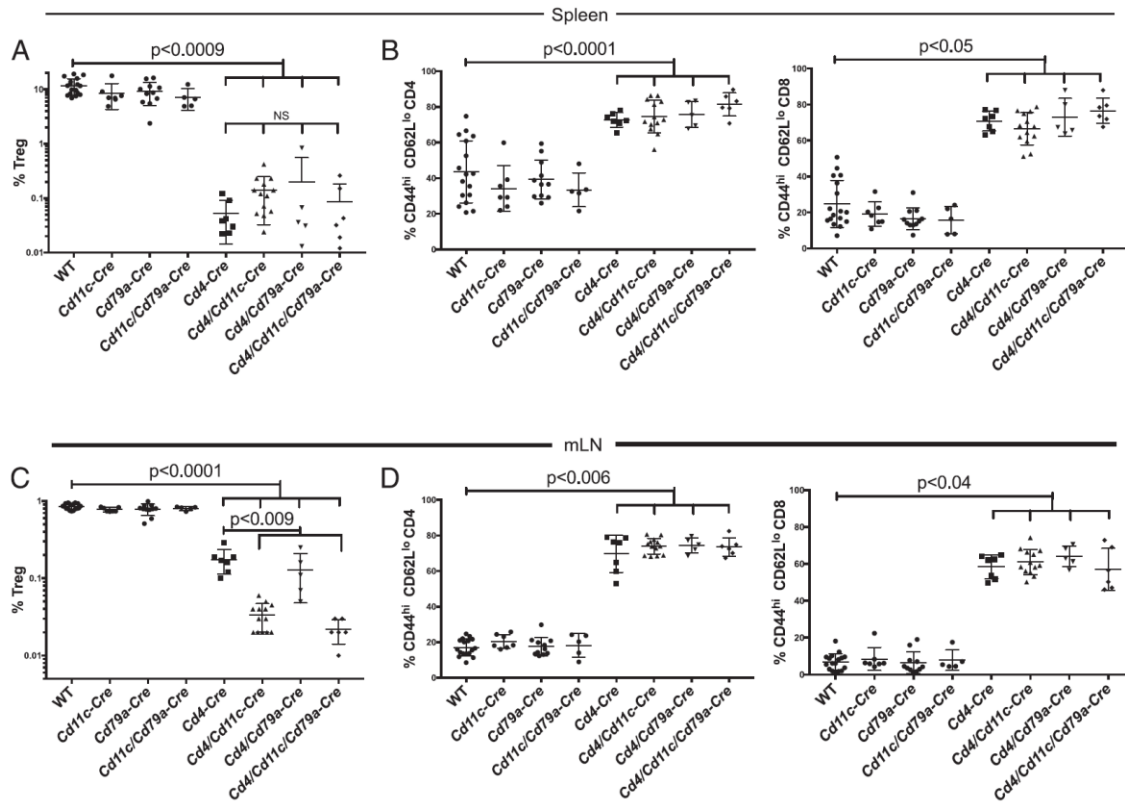 Spleen
A
p<0.0009
NS
% Treg
10
1
0.1
0.01
WT
Cd11c-Cre
Cd79a-Cre
Cd11c/Cd79a-Cre
Cd4-Cre
Cd4/Cd11c-Cre
Cd4/Cd79a-Cre
Cd4/Cd11c/Cd79a-Cre
B
p<0.0001
% CD44hi CD62Llo CD4
100
80
60
40
20
0
WT
Cd11c-Cre
Cd79a-Cre
Cd11c/Cd79a-Cre
Cd4-Cre
Cd4/Cd11c-Cre
Cd4/Cd79a-Cre
Cd4/Cd11c/Cd79a-Cre
p<0.05
% CD44hi CD62Llo CD8
100
80
60
40
20
0
WT
Cd11c-Cre
Cd79a-Cre
Cd11c/Cd79a-Cre
Cd4-Cre
Cd4/Cd11c-Cre
Cd4/Cd79a-Cre
Cd4/Cd11c/Cd79a-Cre
mLN
C
p<0.0001
p<0.009
% Treg
1
0.1
0.01
WT
Cd11c-Cre
Cd79a-Cre
Cd11c/Cd79a-Cre
Cd4-Cre
Cd4/Cd11c-Cre
Cd4/Cd79a-Cre
Cd4/Cd11c/Cd79a-Cre
D
p<0.006
% CD44hi CD62Llo CD4
100
80
60
40
20
0
WT
Cd11c-Cre
Cd79a-Cre
Cd11c/Cd79a-Cre
Cd4-Cre
Cd4/Cd11c-Cre
Cd4/Cd79a-Cre
Cd4/Cd11c/Cd79a-Cre
p<0.04
% CD44hi CD62Llo CD8
100
80
60
40
20
0
WT
Cd11c-Cre
Cd79a-Cre
Cd11c/Cd79a-Cre
Cd4-Cre
Cd4/Cd11c-Cre
Cd4/Cd79a-Cre
Cd4/Cd11c/Cd79a-Cre